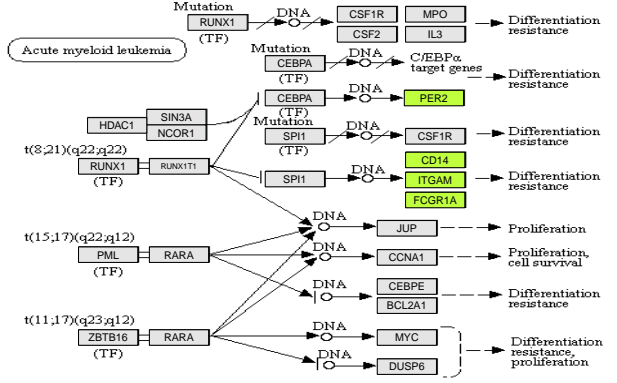 Mutation
RUNX1
(TF)
DNA
CSF1R
MPO
CSF2
IL3
Differentiation
resistance
Acute myeloid leukemia
Mutation
CEBPA
(TF)
DNA
C/EBPα
target genes
Differentiation
resistance
HDAC1
SIN3A
NCOR1
CEBPA
(TF)
DNA
PER2
Mutation
SPI1
(TF)
DNA
CSF1R
Differentiation
resistance
t(8;21)(q22;q22)
RUNX1
RUNX1T1
(TF)
SPI1
DNA
CD14
ITGAM
FCGR1A
Differentiation
resistance
DNA
JUP
Proliferation
t(15;17)(q22;q12)
PML
RARA
(TF)
DNA
CCNA1
Proliferation,
cell survival
DNA
CEBPE
BCL2A1
Differentiation
resistance
t(11;17)(q23;q12)
ZBTB16
RARA
(TF)
DNA
MYC
DNA
DUSP6
Differentiation
resistance,
proliferation